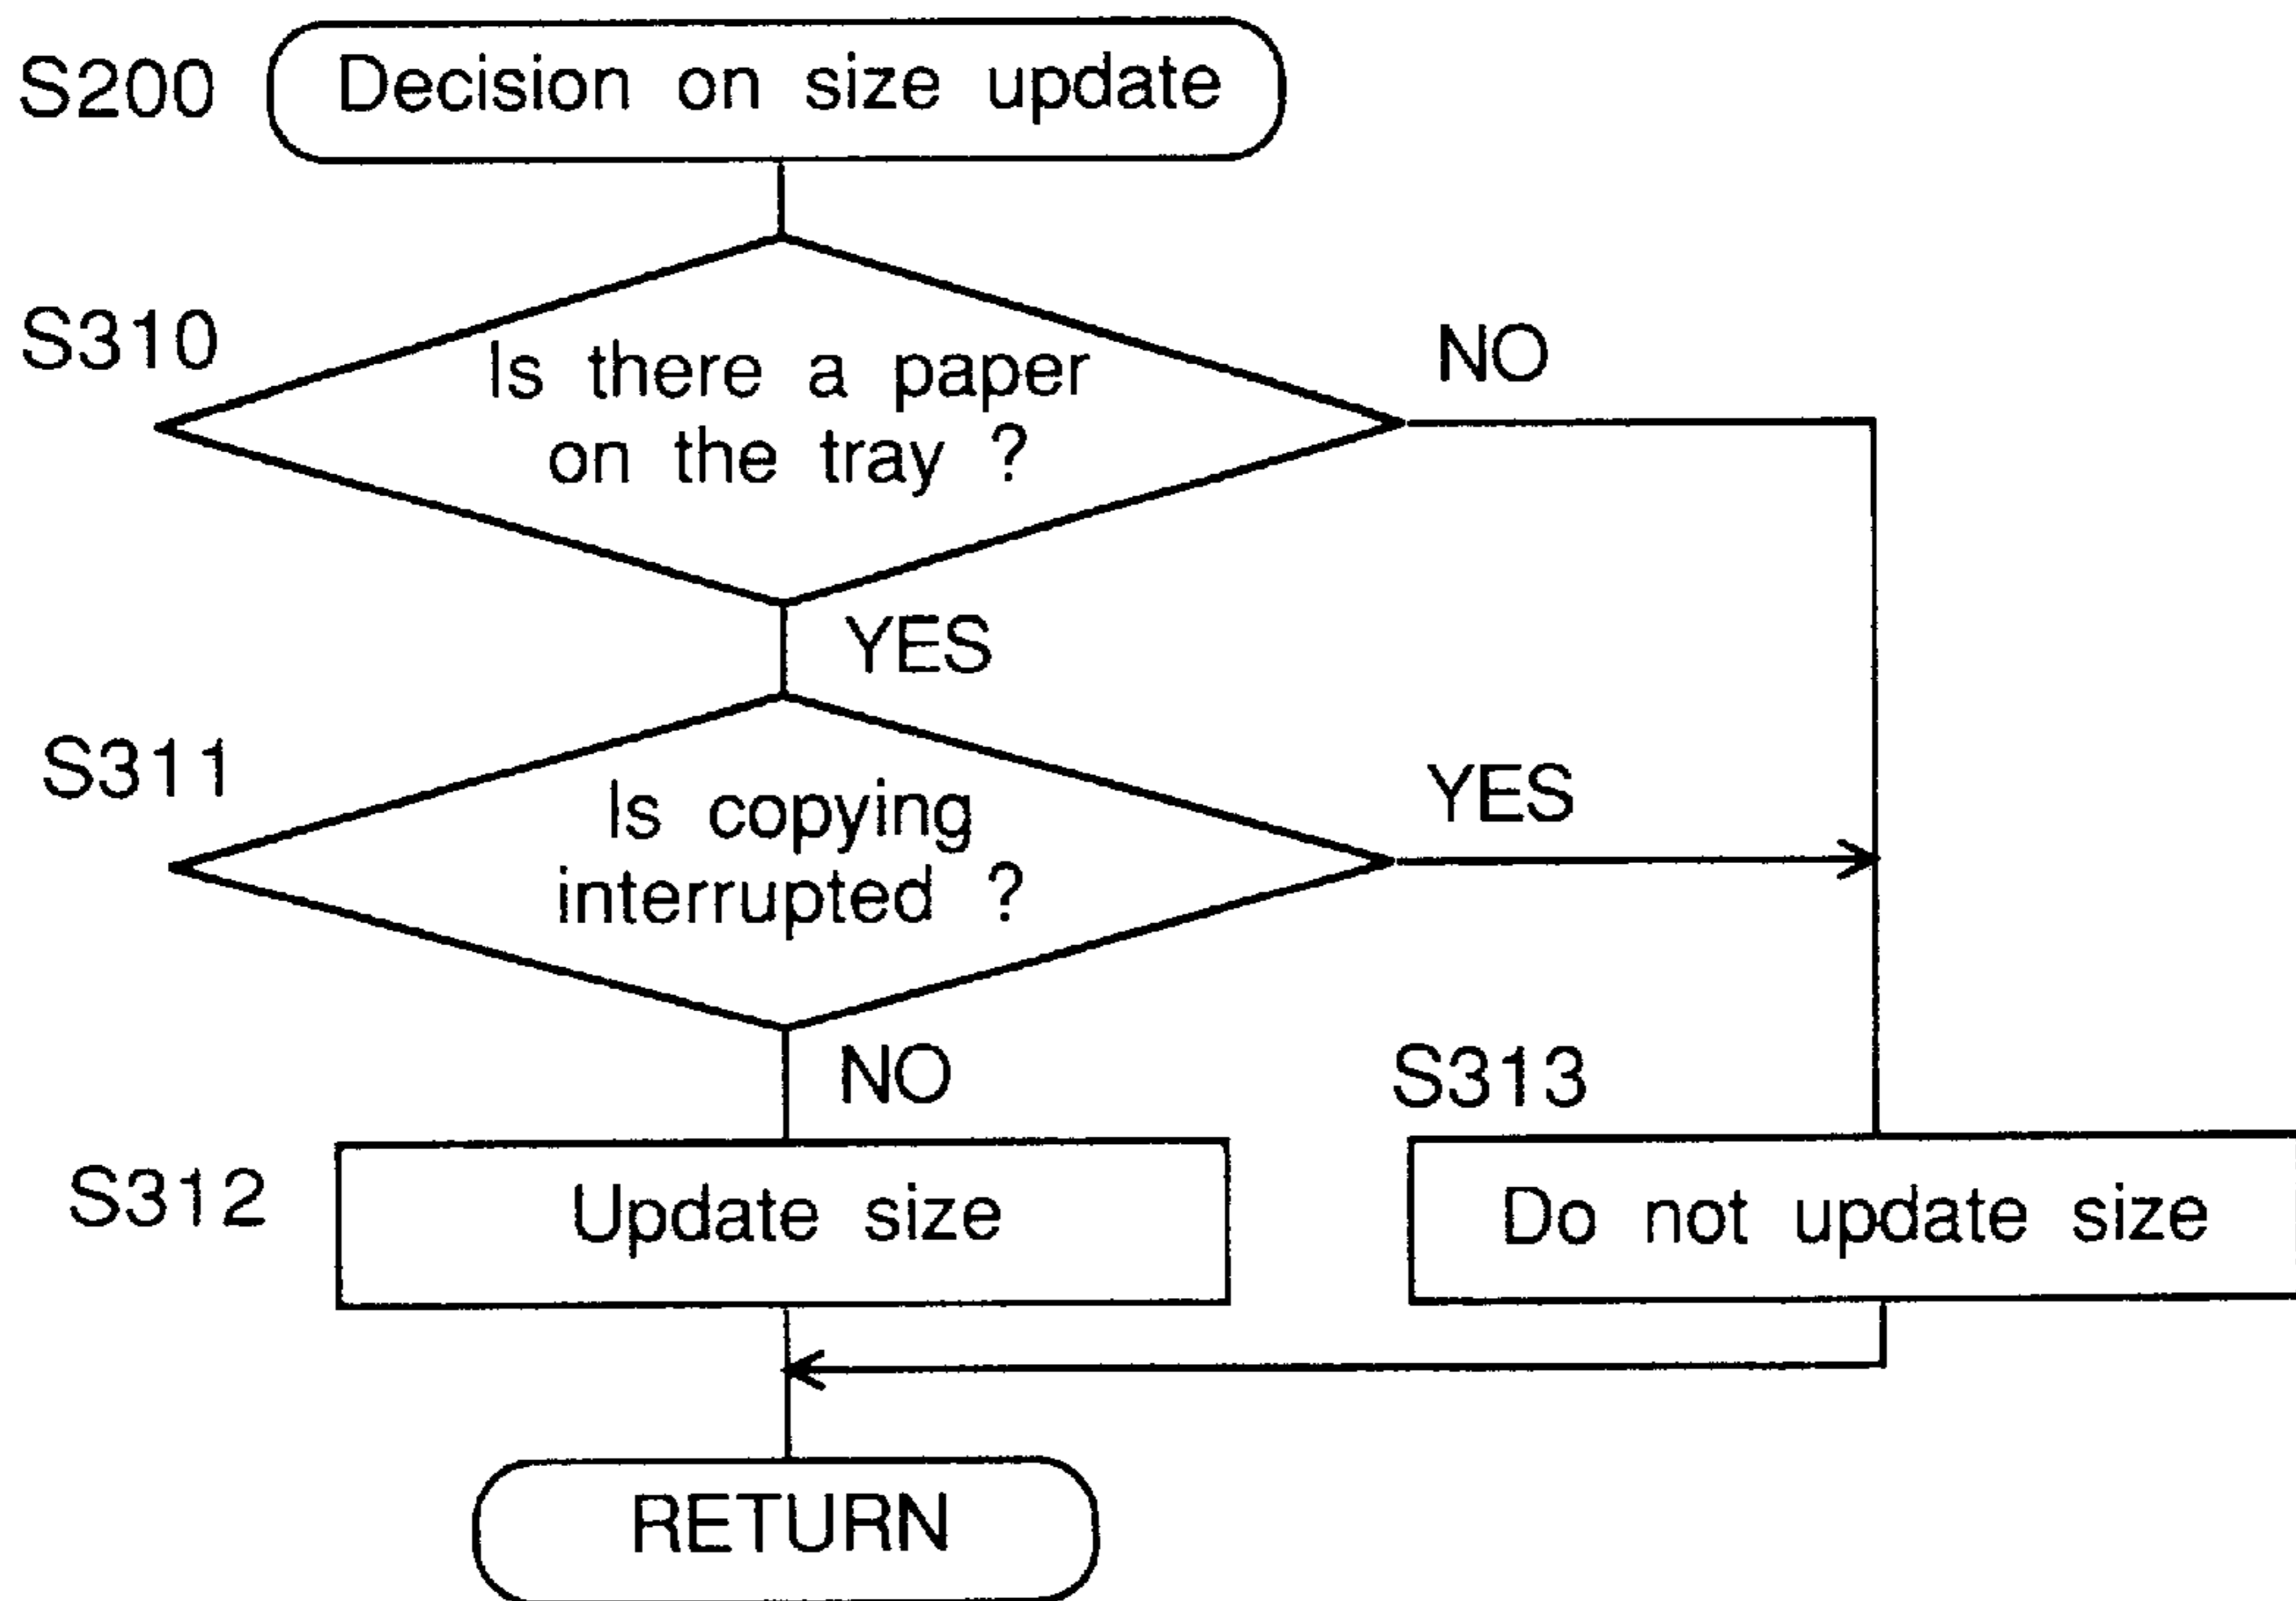 S200
Decision on size update
S310
Is there a paper
on the tray ?
NO
YES
S311
Is copying
interrupted ?
YES
NO
S313
S312
Update size
Do not update size
RETURN